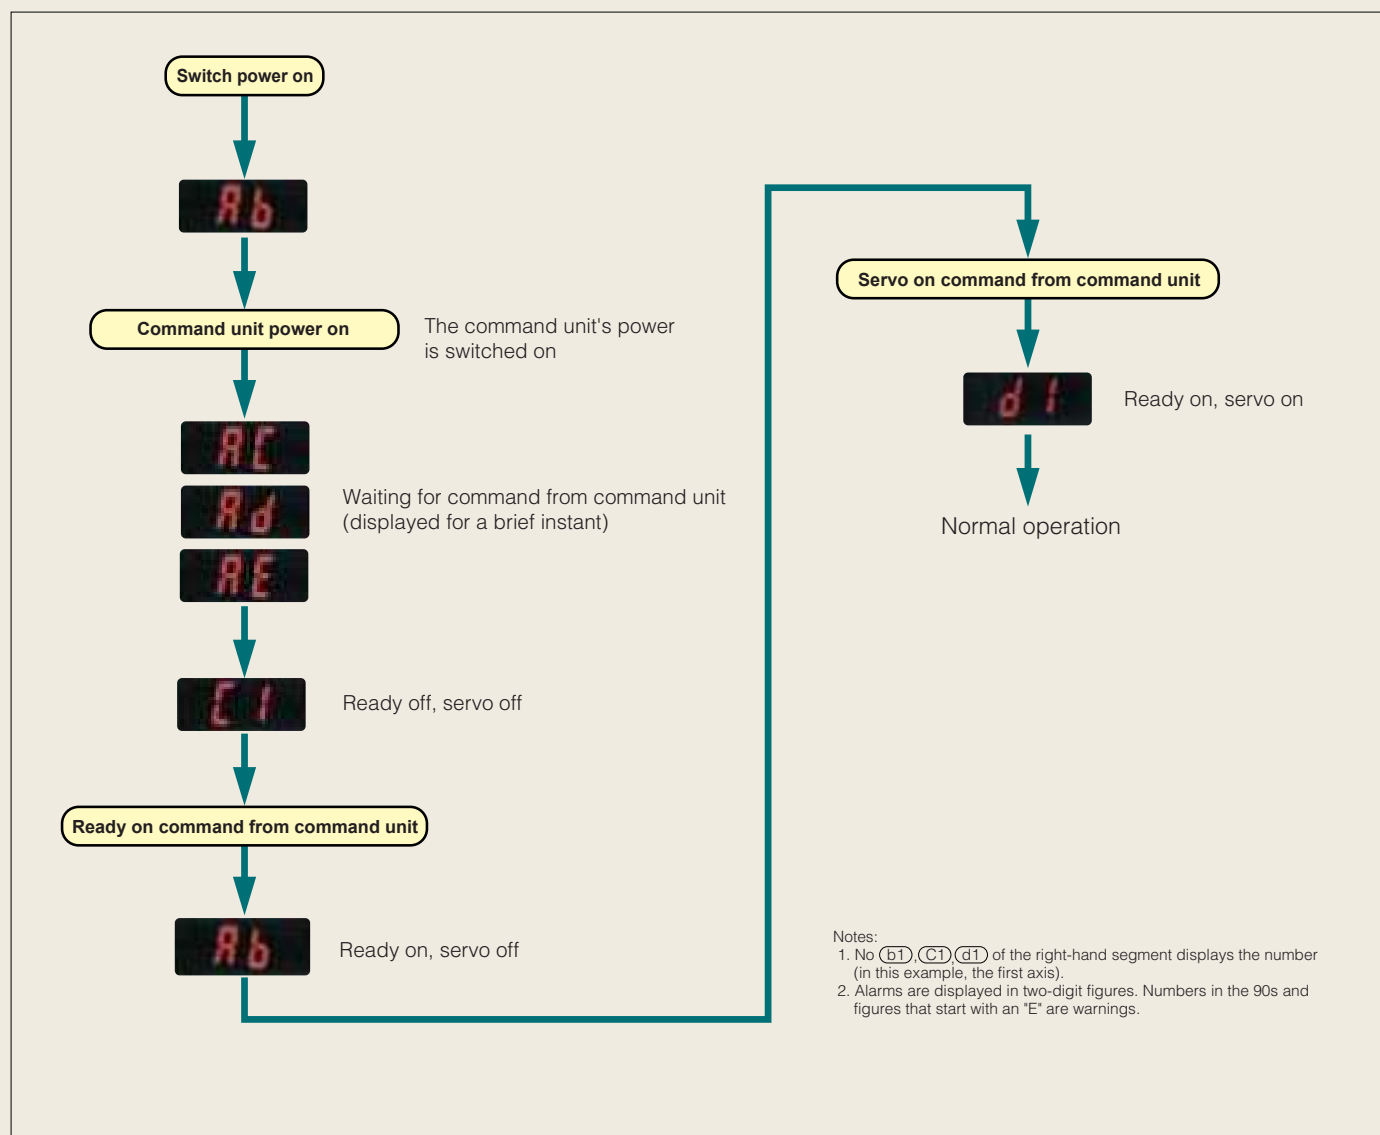 Switch power on
Ab
Command unit power on
The command unit's power
is switched on
AC
Ad
AE
Waiting for command from command unit
(displayed for a brief instant)
C1
Ready off, servo off
Ready on command from command unit
Ab
Ready on, servo off
Servo on command from command unit
d1
Ready on, servo on
Normal operation
Notes:
1. No b1, C1, d1 of the right-hand segment displays the number
(in this example, the first axis).
2. Alarms are displayed in two-digit figures. Numbers in the 90s and
figures that start with an "E" are warnings.